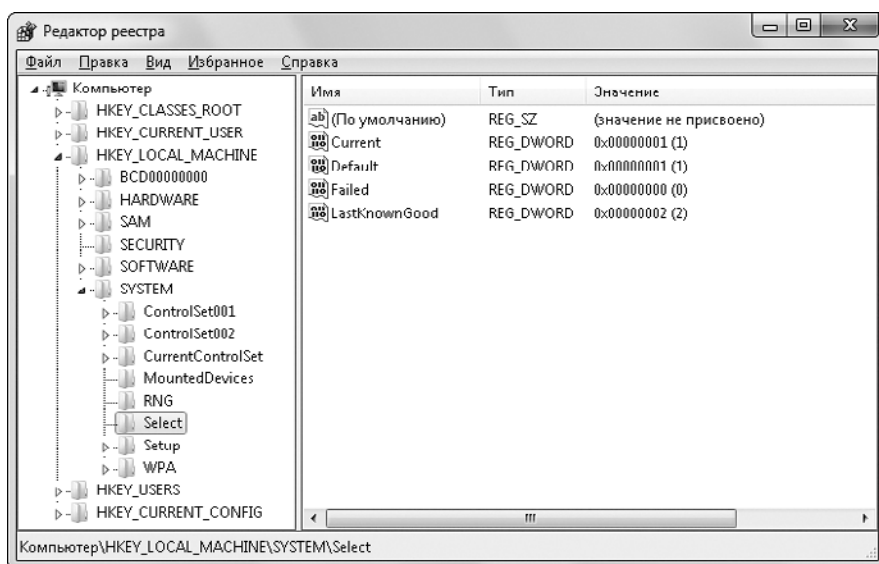 Редактор реестра
Файл Правка Вид Избранное Справка
Компьютер
HKEY_CLASSES_ROOT
HKEY_CURRENT_USER
HKEY_LOCAL_MACHINE
BCD00000000
HARDWARE
SAM
SECURITY
SOFTWARE
SYSTEM
ControlSet001
ControlSet002
CurrentControlSet
MountedDevices
RNG
Select
Setup
WPA
HKEY_USERS
HKEY_CURRENT_CONFIG
Имя Тип Значение
(По умолчанию) REG_SZ (значение не присвоено)
Current REG_DWORD 0x00000001 (1)
Default REG_DWORD 0x00000001 (1)
Failed REG_DWORD 0x00000000 (0)
LastKnownGood REG_DWORD 0x00000002 (2)
Компьютер\HKEY_LOCAL_MACHINE\SYSTEM\Select